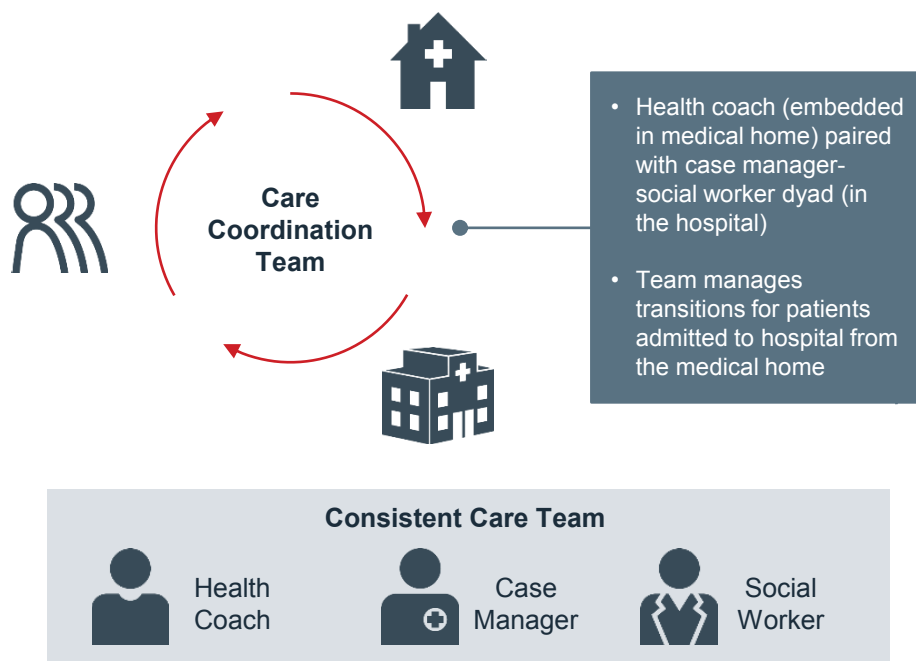 Care
Coordination
Team
• Health coach (embedded
in medical home) paired
with case manager-
social worker dyad (in
the hospital)
• Team manages
transitions for patients
admitted to hospital from
the medical home
Consistent Care Team
Health
Coach
Case
Manager
Social
Worker